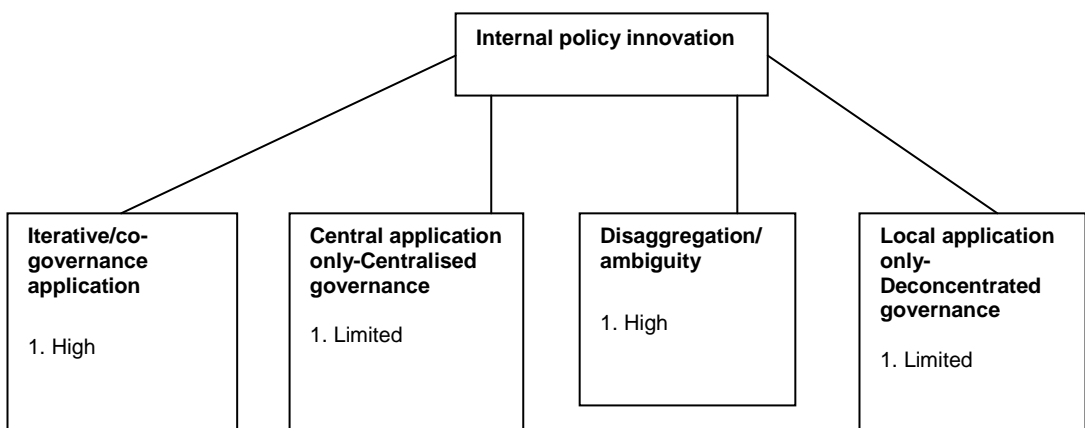 Internal policy innovation
Iterative/co-
governance
application
1. High
Central application
only-Centralised
governance
1. Limited
Disaggregation/
ambiguity
1. High
Local application
only-
Deconcentrated
governance
1. Limited